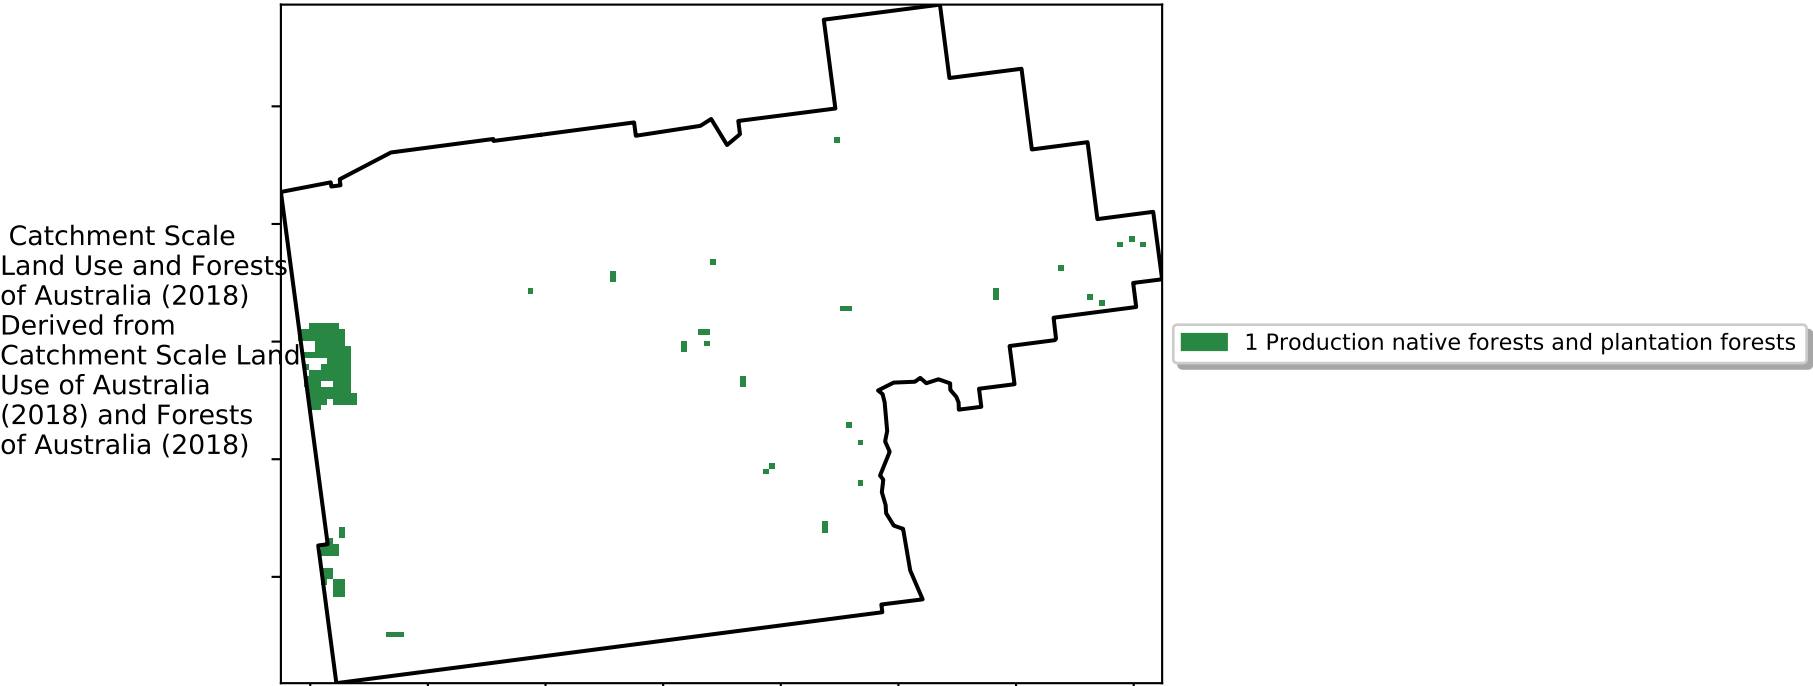 Catchment Scale
Land Use and Forests
of Australia (2018)
Derived from
Catchment Scale Land
Use of Australia
(2018) and Forests
of Australia (2018)
1 Production native forests and plantation forests